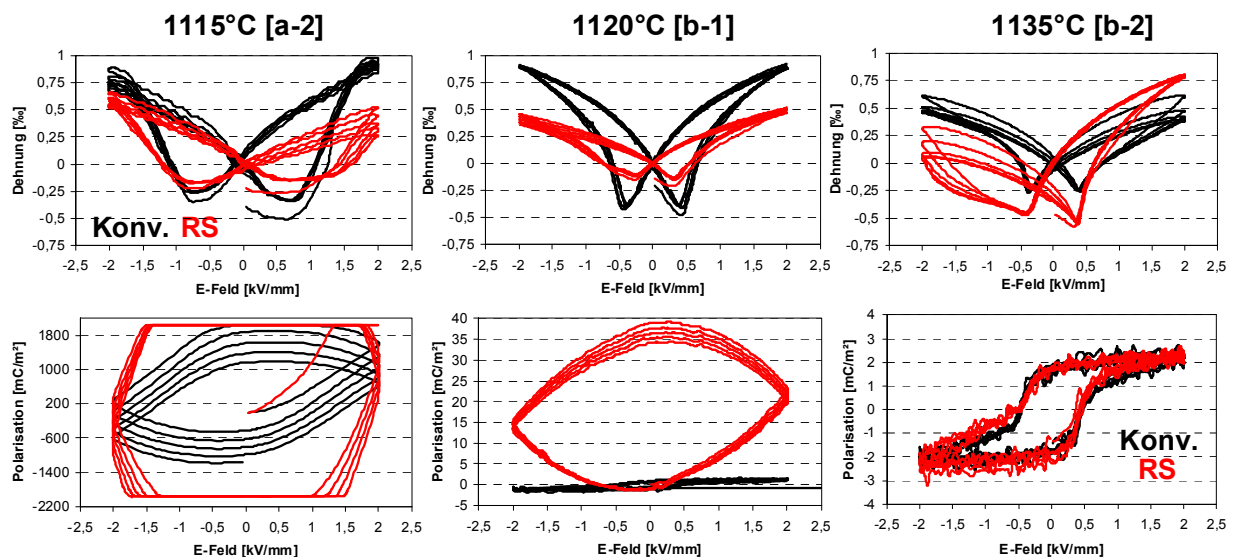 1115°C [a-2]
1120°C [b-1]
1135°C [b-2]
Dehnung [‰]
1
0,75
0,5
0,25
0
-0,25
-0,5
-0,75
Konv. RS
-2,5 -2 -1,5 -1 -0,5 0 0,5 1 1,5 2 2,5
E-Feld [kV/mm]
Dehnung [‰]
1
0,75
0,5
0,25
0
-0,25
-0,5
-0,75
-2,5 -2 -1,5 -1 -0,5 0 0,5 1 1,5 2 2,5
E-Feld [kV/mm]
Dehnung [‰]
1
0,75
0,5
0,25
0
-0,25
-0,5
-0,75
-2,5 -2 -1,5 -1 -0,5 0 0,5 1 1,5 2 2,5
E-Feld [kV/mm]
Polarisation [mC/m²]
1800
1000
200
-600
-1400
-2200
-2,5 -2 -1,5 -1 -0,5 0 0,5 1 1,5 2 2,5
E-Feld [kV/mm]
Polarisation [mC/m²]
40
35
30
25
20
15
10
5
0
-5
-2,5 -2 -1,5 -1 -0,5 0 0,5 1 1,5 2 2,5
E-Feld [kV/mm]
Polarisation [mC/m²]
4
3
2
1
0
-1
-2
-3
-4
Konv.
RS
-2,5 -2 -1,5 -1 -0,5 0 0,5 1 1,5 2 2,5
E-Feld [kV/mm]